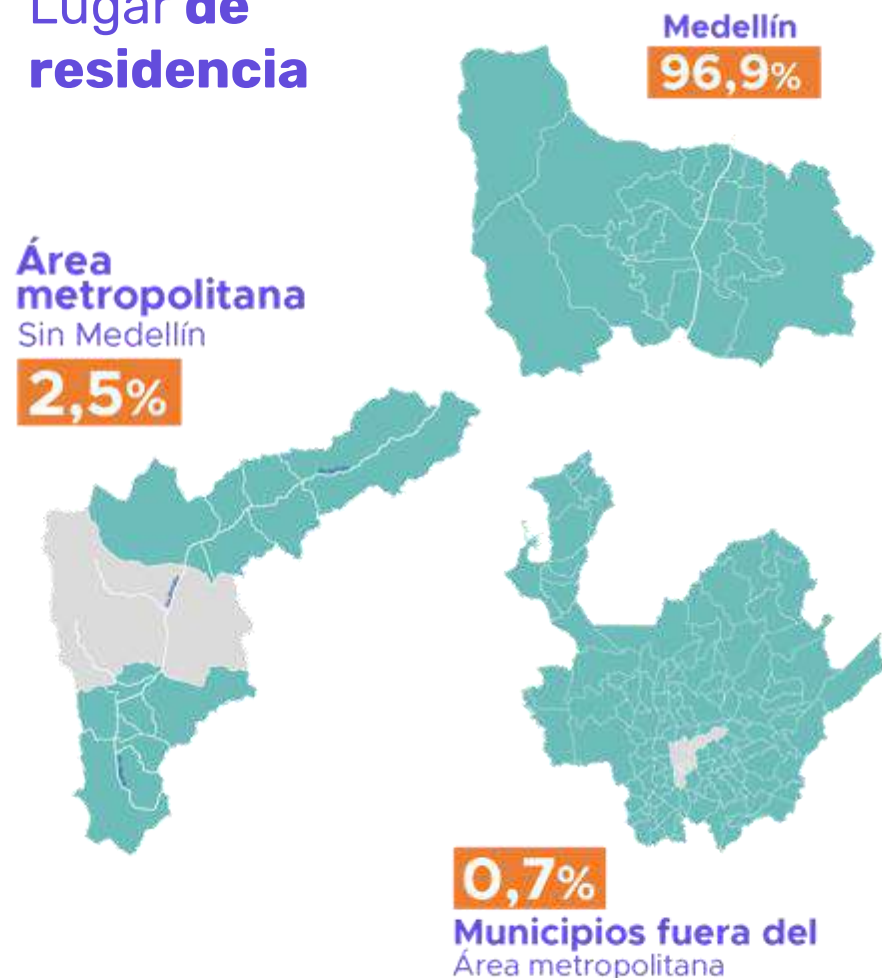 Lugar de
residencia
Medellín
96,9%
Área
metropolitana
Sin Medellín
2,5%
0,7%
Municipios fuera del
Área metropolitana